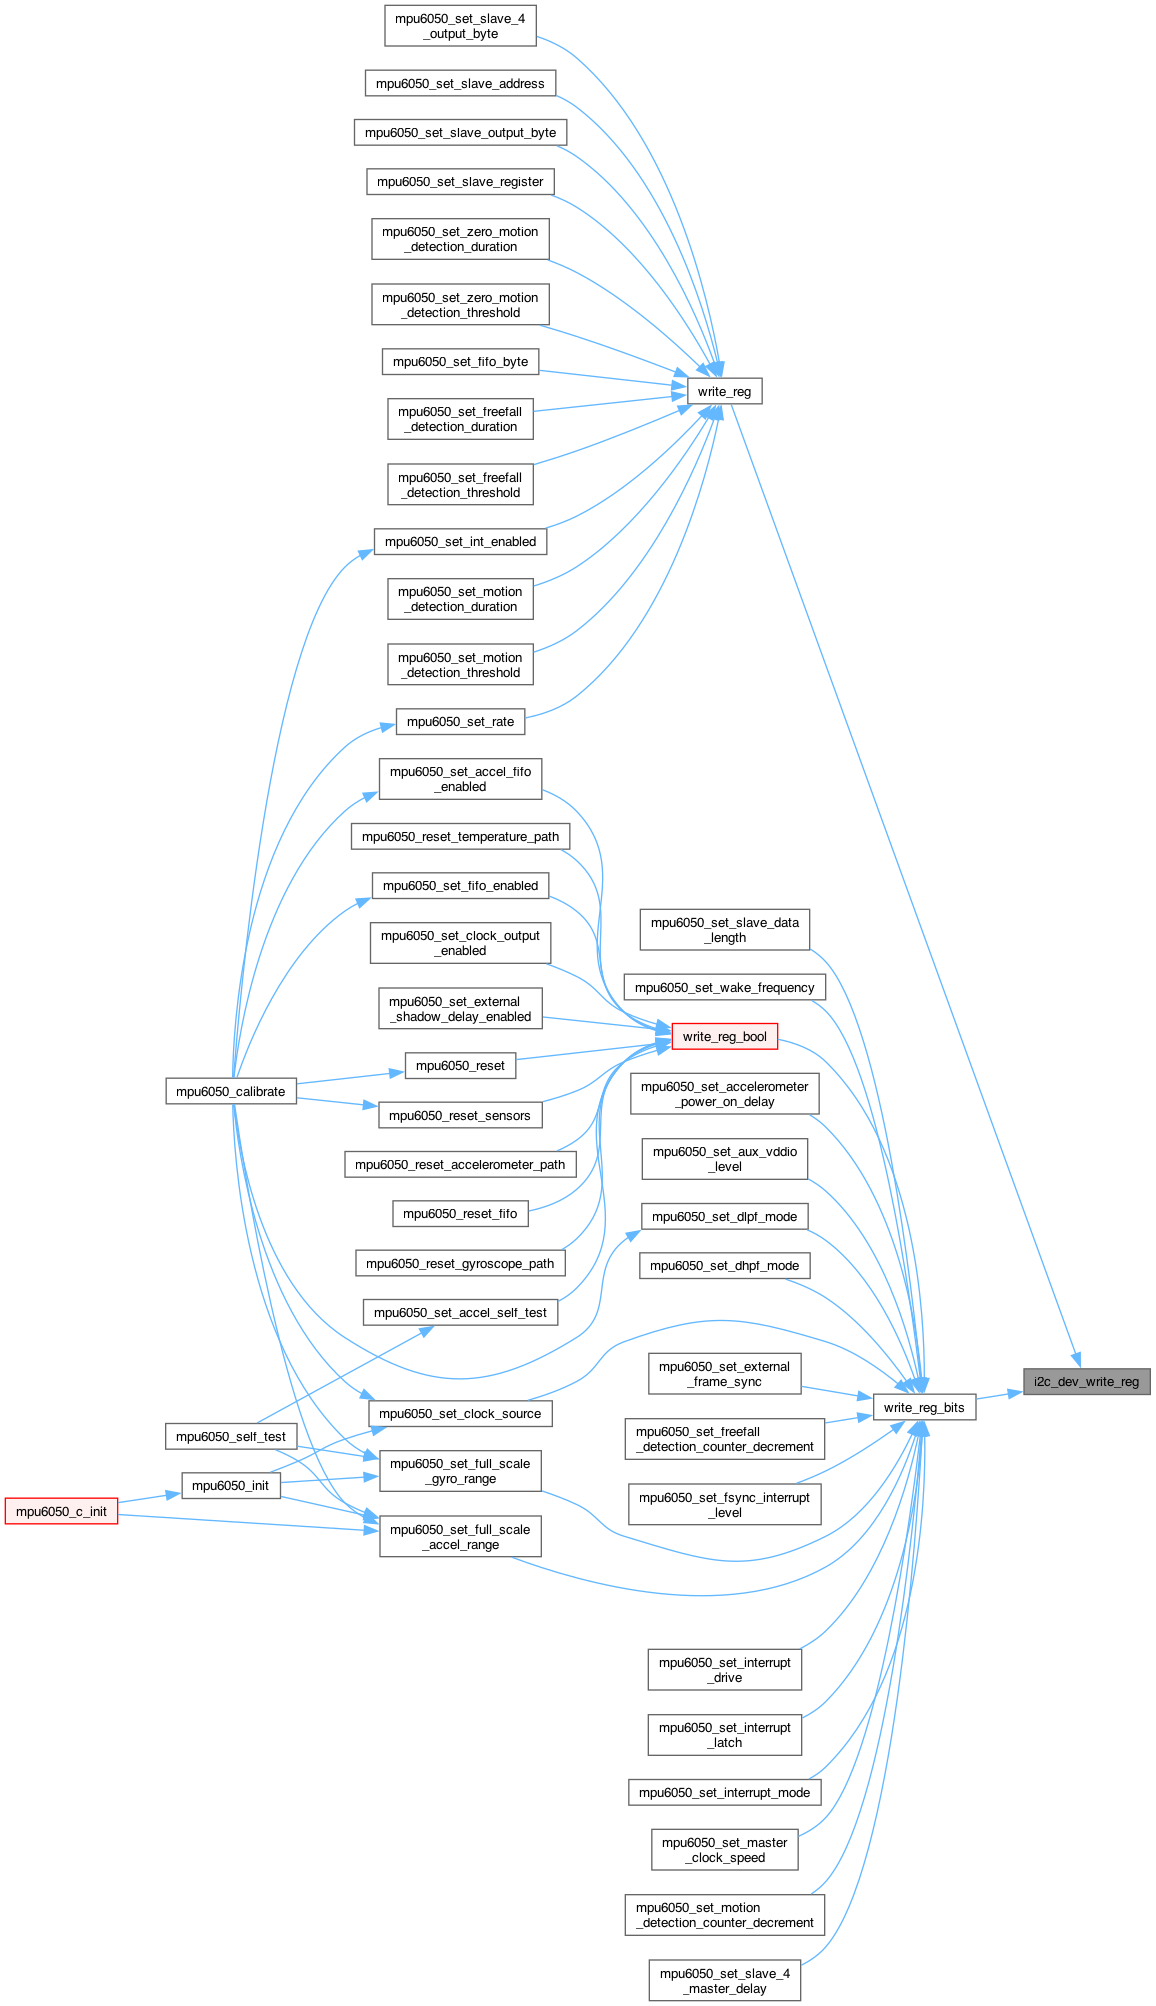 mpu6050_set_slave_4
_output_byte
mpu6050_set_slave_address
mpu6050_set_slave_output_byte
mpu6050_set_slave_register
mpu6050_set_zero_motion
_detection_duration
mpu6050_set_zero_motion
_detection_threshold
mpu6050_set_fifo_byte
write_reg
mpu6050_set_freefall
_detection_duration
mpu6050_set_freefall
_detection_threshold
mpu6050_set_int_enabled
mpu6050_set_motion
_detection_duration
mpu6050_set_motion
_detection_threshold
mpu6050_set_rate
mpu6050_set_accel_fifo
_enabled
mpu6050_reset_temperature_path
mpu6050_set_fifo_enabled
mpu6050_set_clock_output
_enabled
mpu6050_set_slave_data
_length
mpu6050_set_wake_frequency
mpu6050_set_external
_shadow_delay_enabled
write_reg_bool
mpu6050_reset
mpu6050_calibrate
mpu6050_set_accelerometer
_power_on_delay
mpu6050_reset_sensors
mpu6050_set_aux_vddio
_level
mpu6050_reset_accelerometer_path
mpu6050_reset_fifo
mpu6050_set_dlpf_mode
mpu6050_reset_gyroscope_path
mpu6050_set_dhpf_mode
mpu6050_set_accel_self_test
mpu6050_set_external
_frame_sync
i2c_dev_write_reg
mpu6050_set_clock_source
write_reg_bits
mpu6050_self_test
mpu6050_set_freefall
_detection_counter_decrement
mpu6050_set_full_scale
_gyro_range
mpu6050_init
mpu6050_set_fsync_interrupt
_level
mpu6050_c_init
mpu6050_set_full_scale
_accel_range
mpu6050_set_interrupt
_drive
mpu6050_set_interrupt
_latch
mpu6050_set_interrupt_mode
mpu6050_set_master
_clock_speed
mpu6050_set_motion
_detection_counter_decrement
mpu6050_set_slave_4
_master_delay